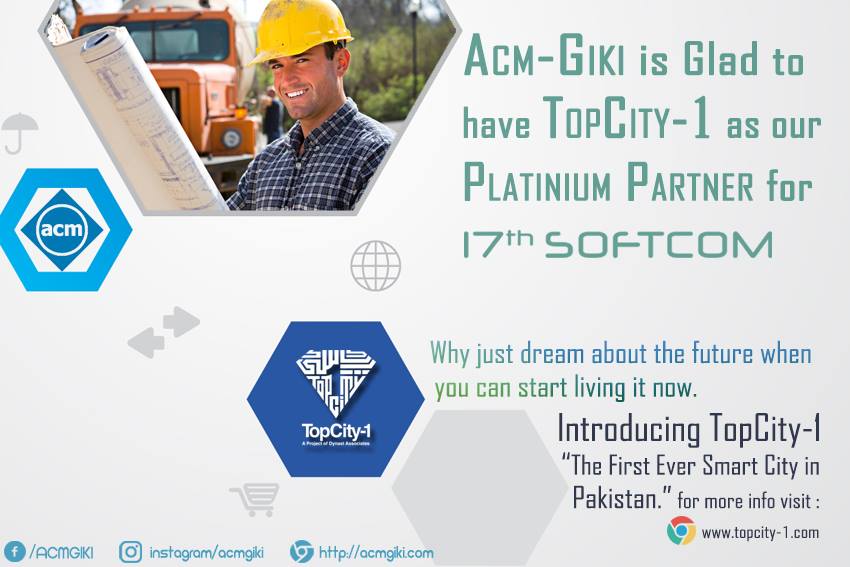 ACM-GIKI is Glad to
have TOPCITY-1 as our
PLATINIUM PARTNER for
17th SOFTCOM
acm
TOP CITY
1
TopCity-1
A Project of Dynast Associates
Why just dream about the future when
you can start living it now.
Introducing TopCity-1
“The First Ever Smart City in
Pakistan.” for more info visit :
www.topcity-1.com
/ACMGIKI
instagram/acmgiki
http://acmgiki.com